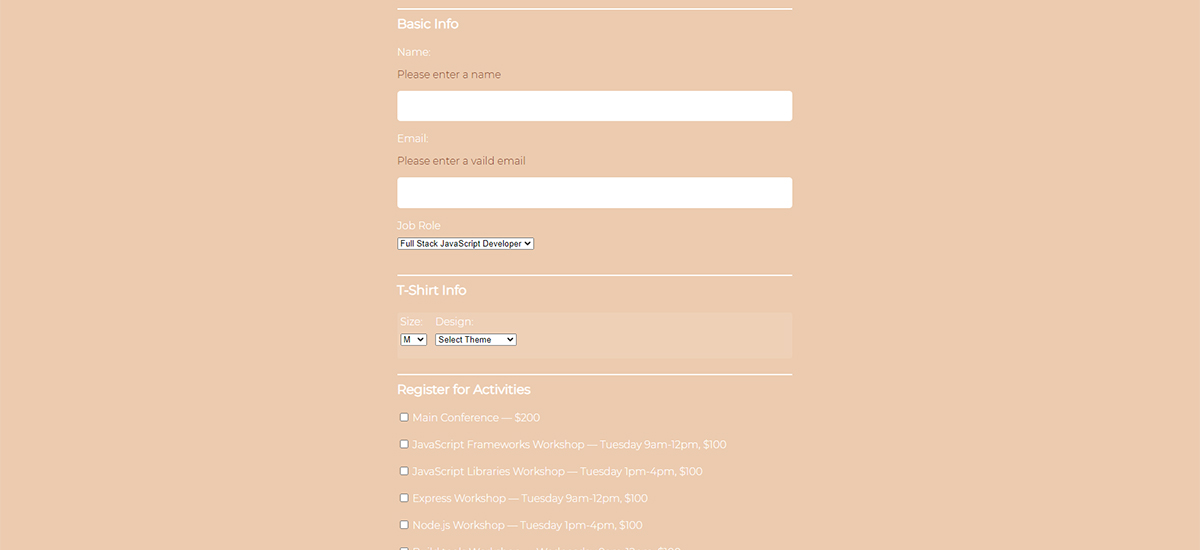 Basic Info
Name:
Please enter a name
Email:
Please enter a vaild email
Job Role
Full Stack JavaScript Developer
T-Shirt Info
Size: Design:
M Select Theme
Register for Activities
Main Conference — $200
JavaScript Frameworks Workshop — Tuesday 9am-12pm, $100
JavaScript Libraries Workshop — Tuesday 1pm-4pm, $100
Express Workshop — Tuesday 9am-12pm, $100
Node.js Workshop — Tuesday 1pm-4pm, $100